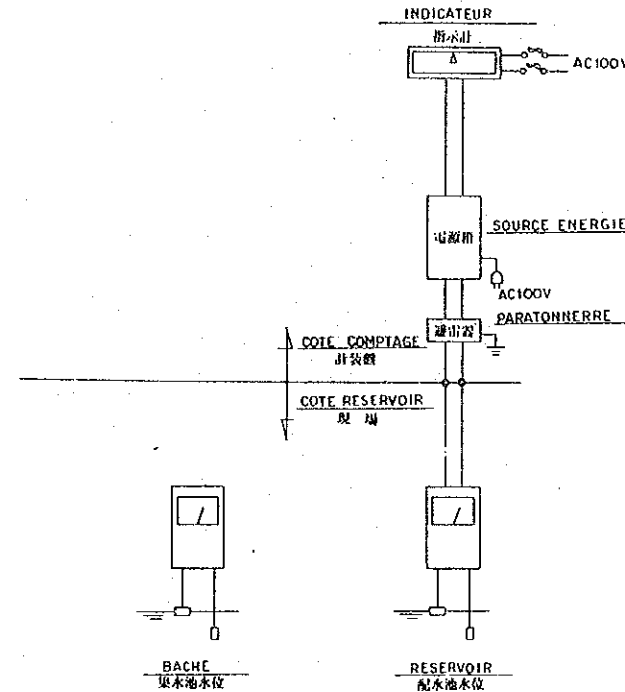 INDICATEUR
指示計
AC100V
電源箱
SOURCE ENERGIE
AC100V
PARATONNERRE
避雷器
COTE COMPTAGE
計装盤
COTE RESERVOIR
現場
BACHE
集水池水位
RESERVOIR
配水池水位